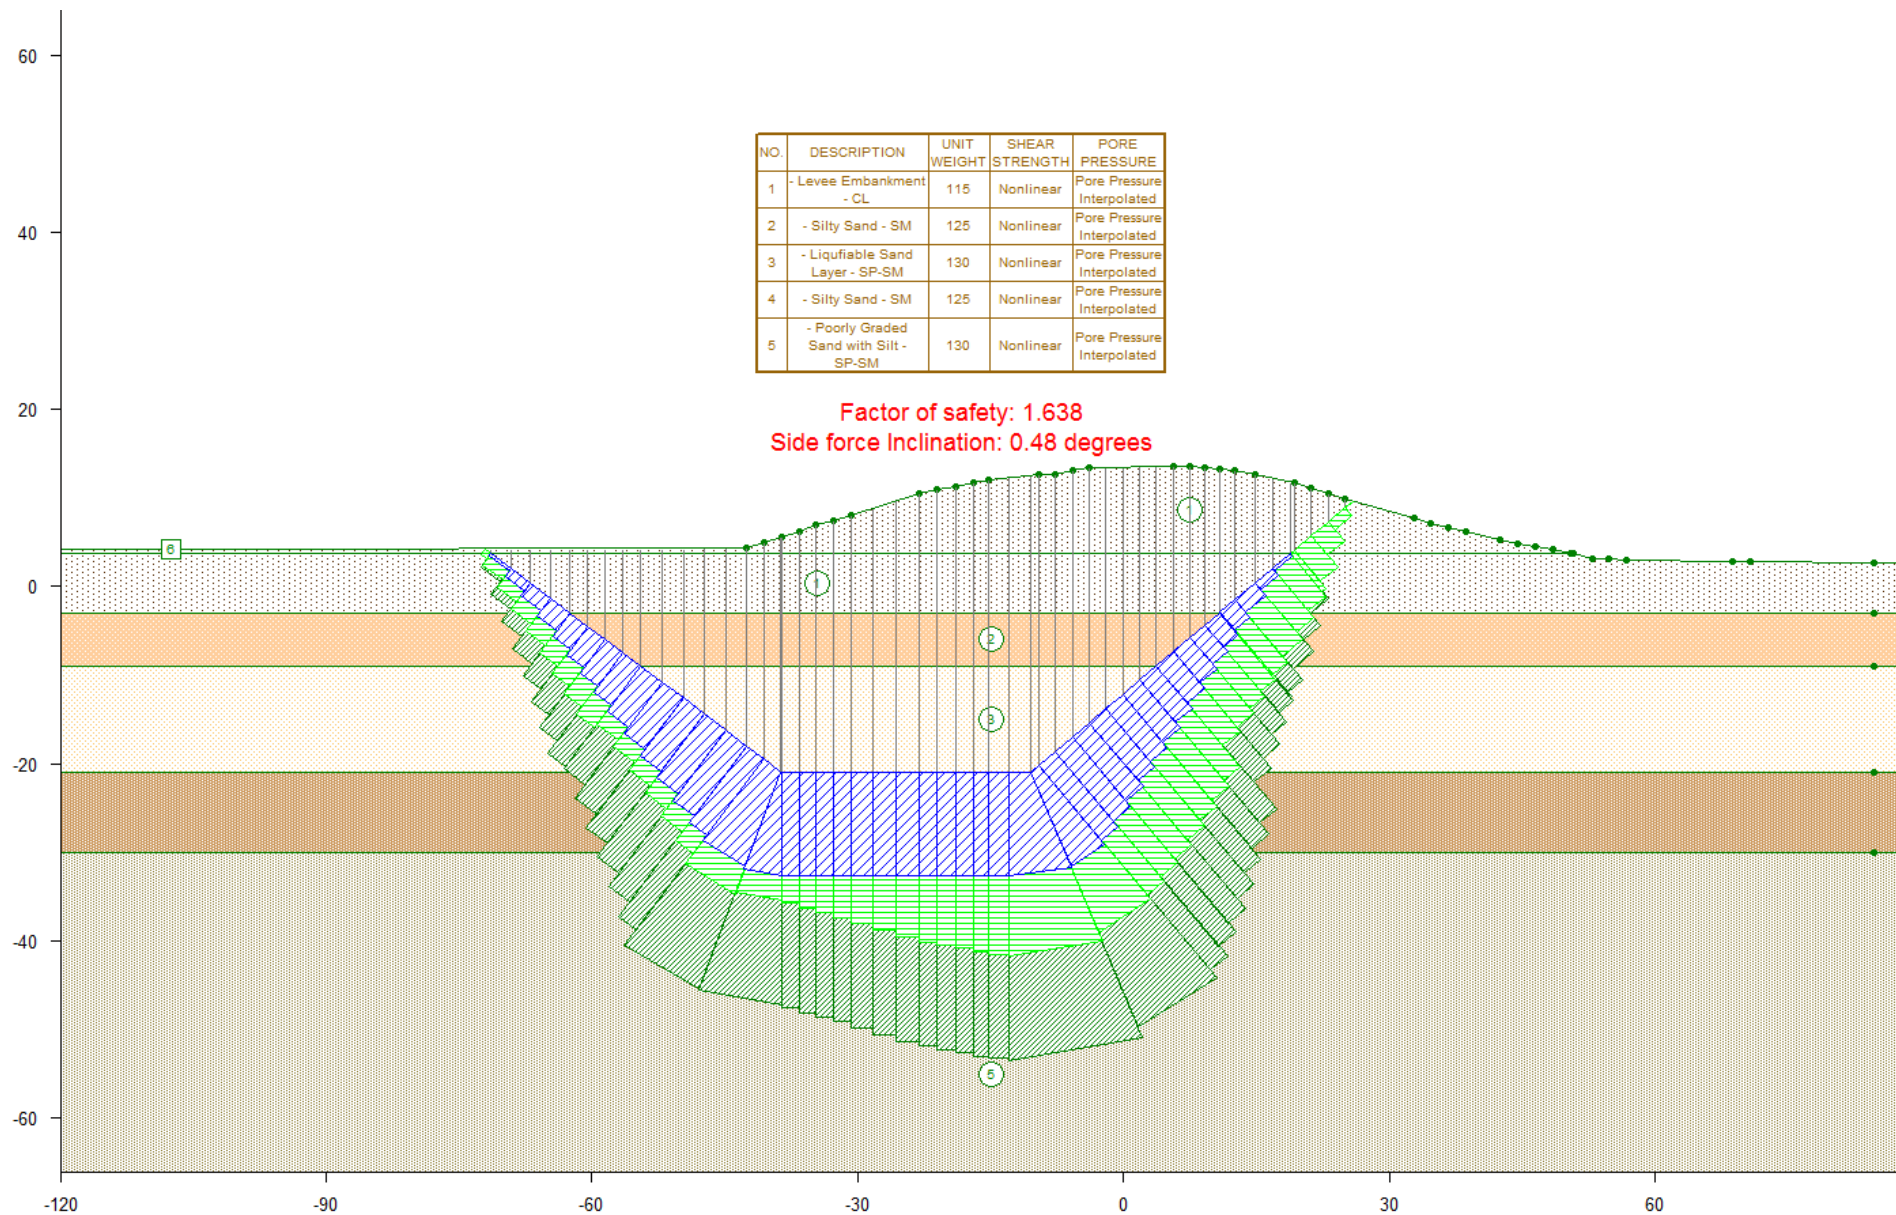 60
40
20
0
-20
-40
-60
-120
-90
-60
-30
0
30
60
NO. DESCRIPTION UNIT WEIGHT SHEAR STRENGTH PORE PRESSURE
1 - Levee Embankment - CL 115 Nonlinear Pore Pressure Interpolated
2 - Silty Sand - SM 125 Nonlinear Pore Pressure Interpolated
3 - Liqufiable Sand Layer - SP-SM 130 Nonlinear Pore Pressure Interpolated
4 - Silty Sand - SM 125 Nonlinear Pore Pressure Interpolated
5 - Poorly Graded Sand with Silt - SP-SM 130 Nonlinear Pore Pressure Interpolated
Factor of safety: 1.638
Side force Inclination: 0.48 degrees
1
6
1
2
3
5